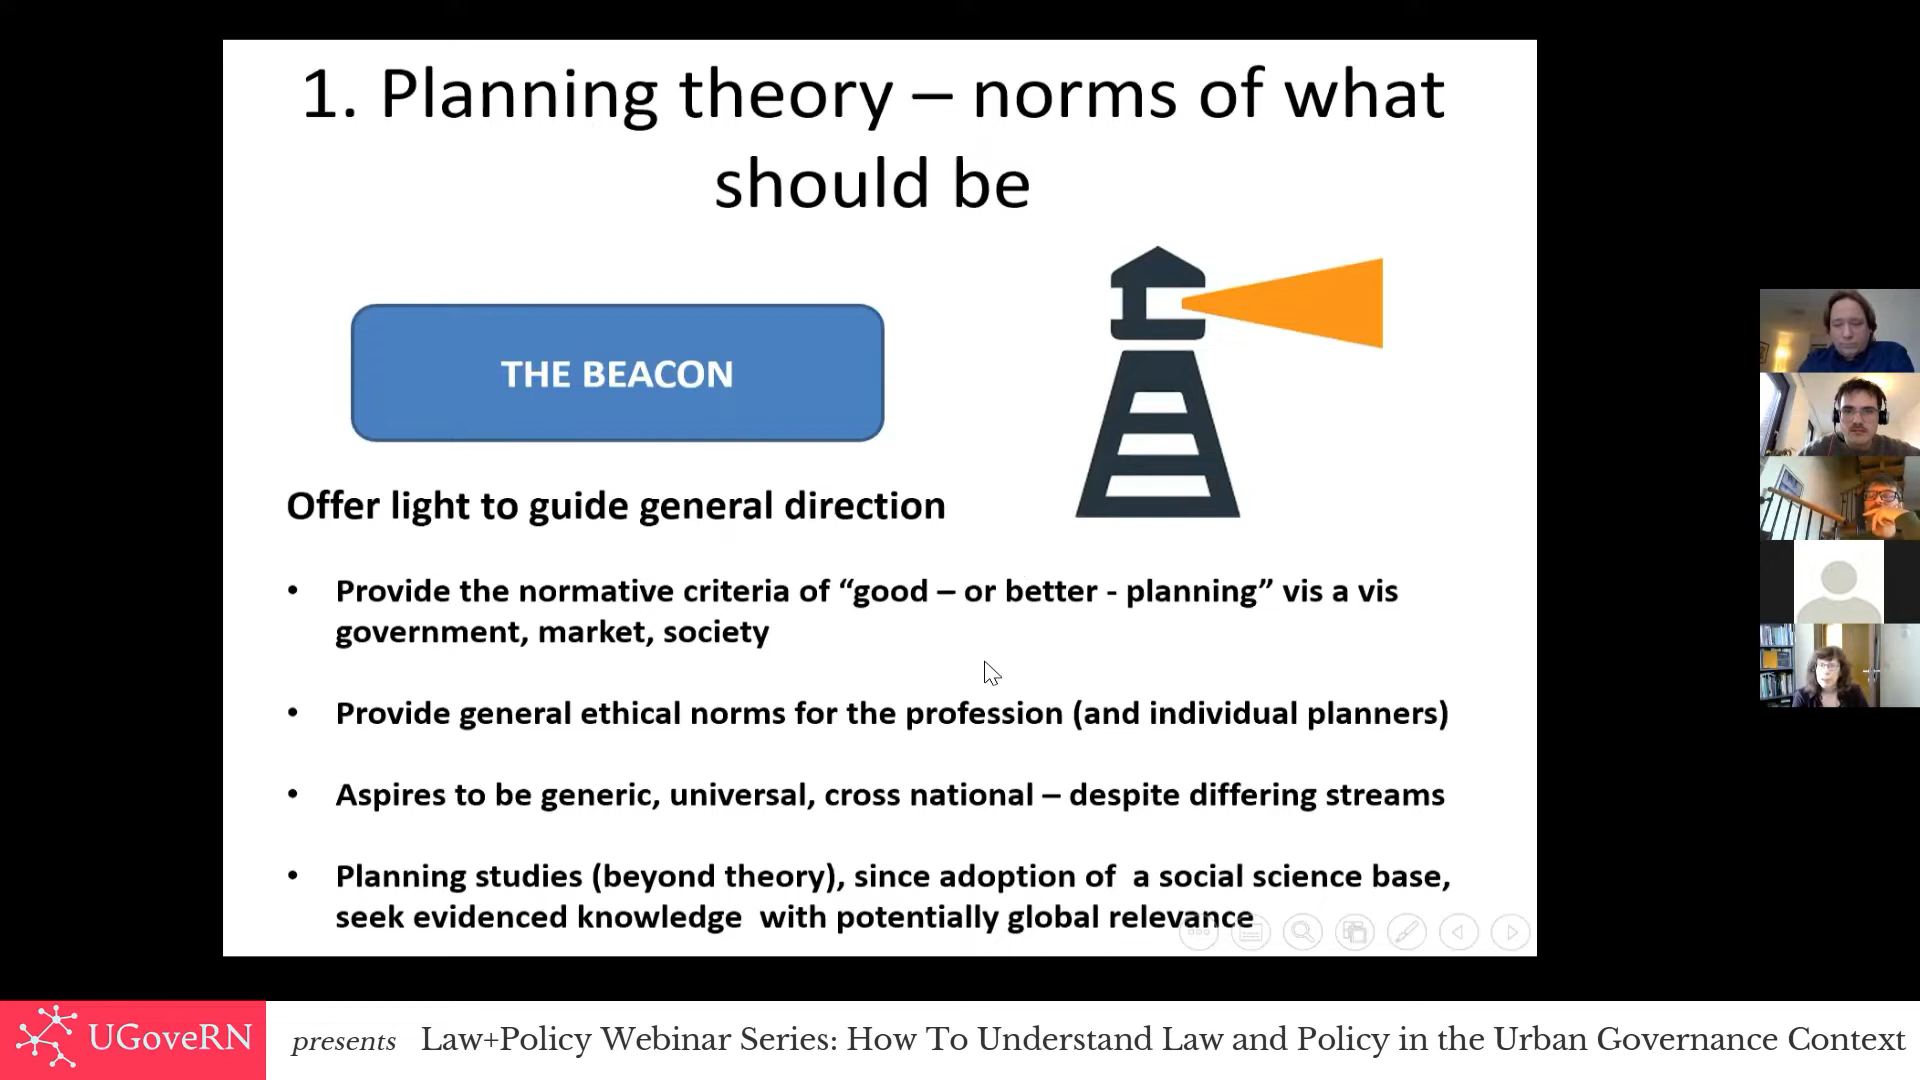 1. Planning theory – norms of what
should be
THE BEACON
Offer light to guide general direction
• Provide the normative criteria of “good – or better - planning” vis a vis
government, market, society
• Provide general ethical norms for the profession (and individual planners)
• Aspires to be generic, universal, cross national – despite differing streams
• Planning studies (beyond theory), since adoption of a social science base,
seek evidenced knowledge with potentially global relevance
UGoveRN presents Law+Policy Webinar Series: How To Understand Law and Policy in the Urban Governance Context